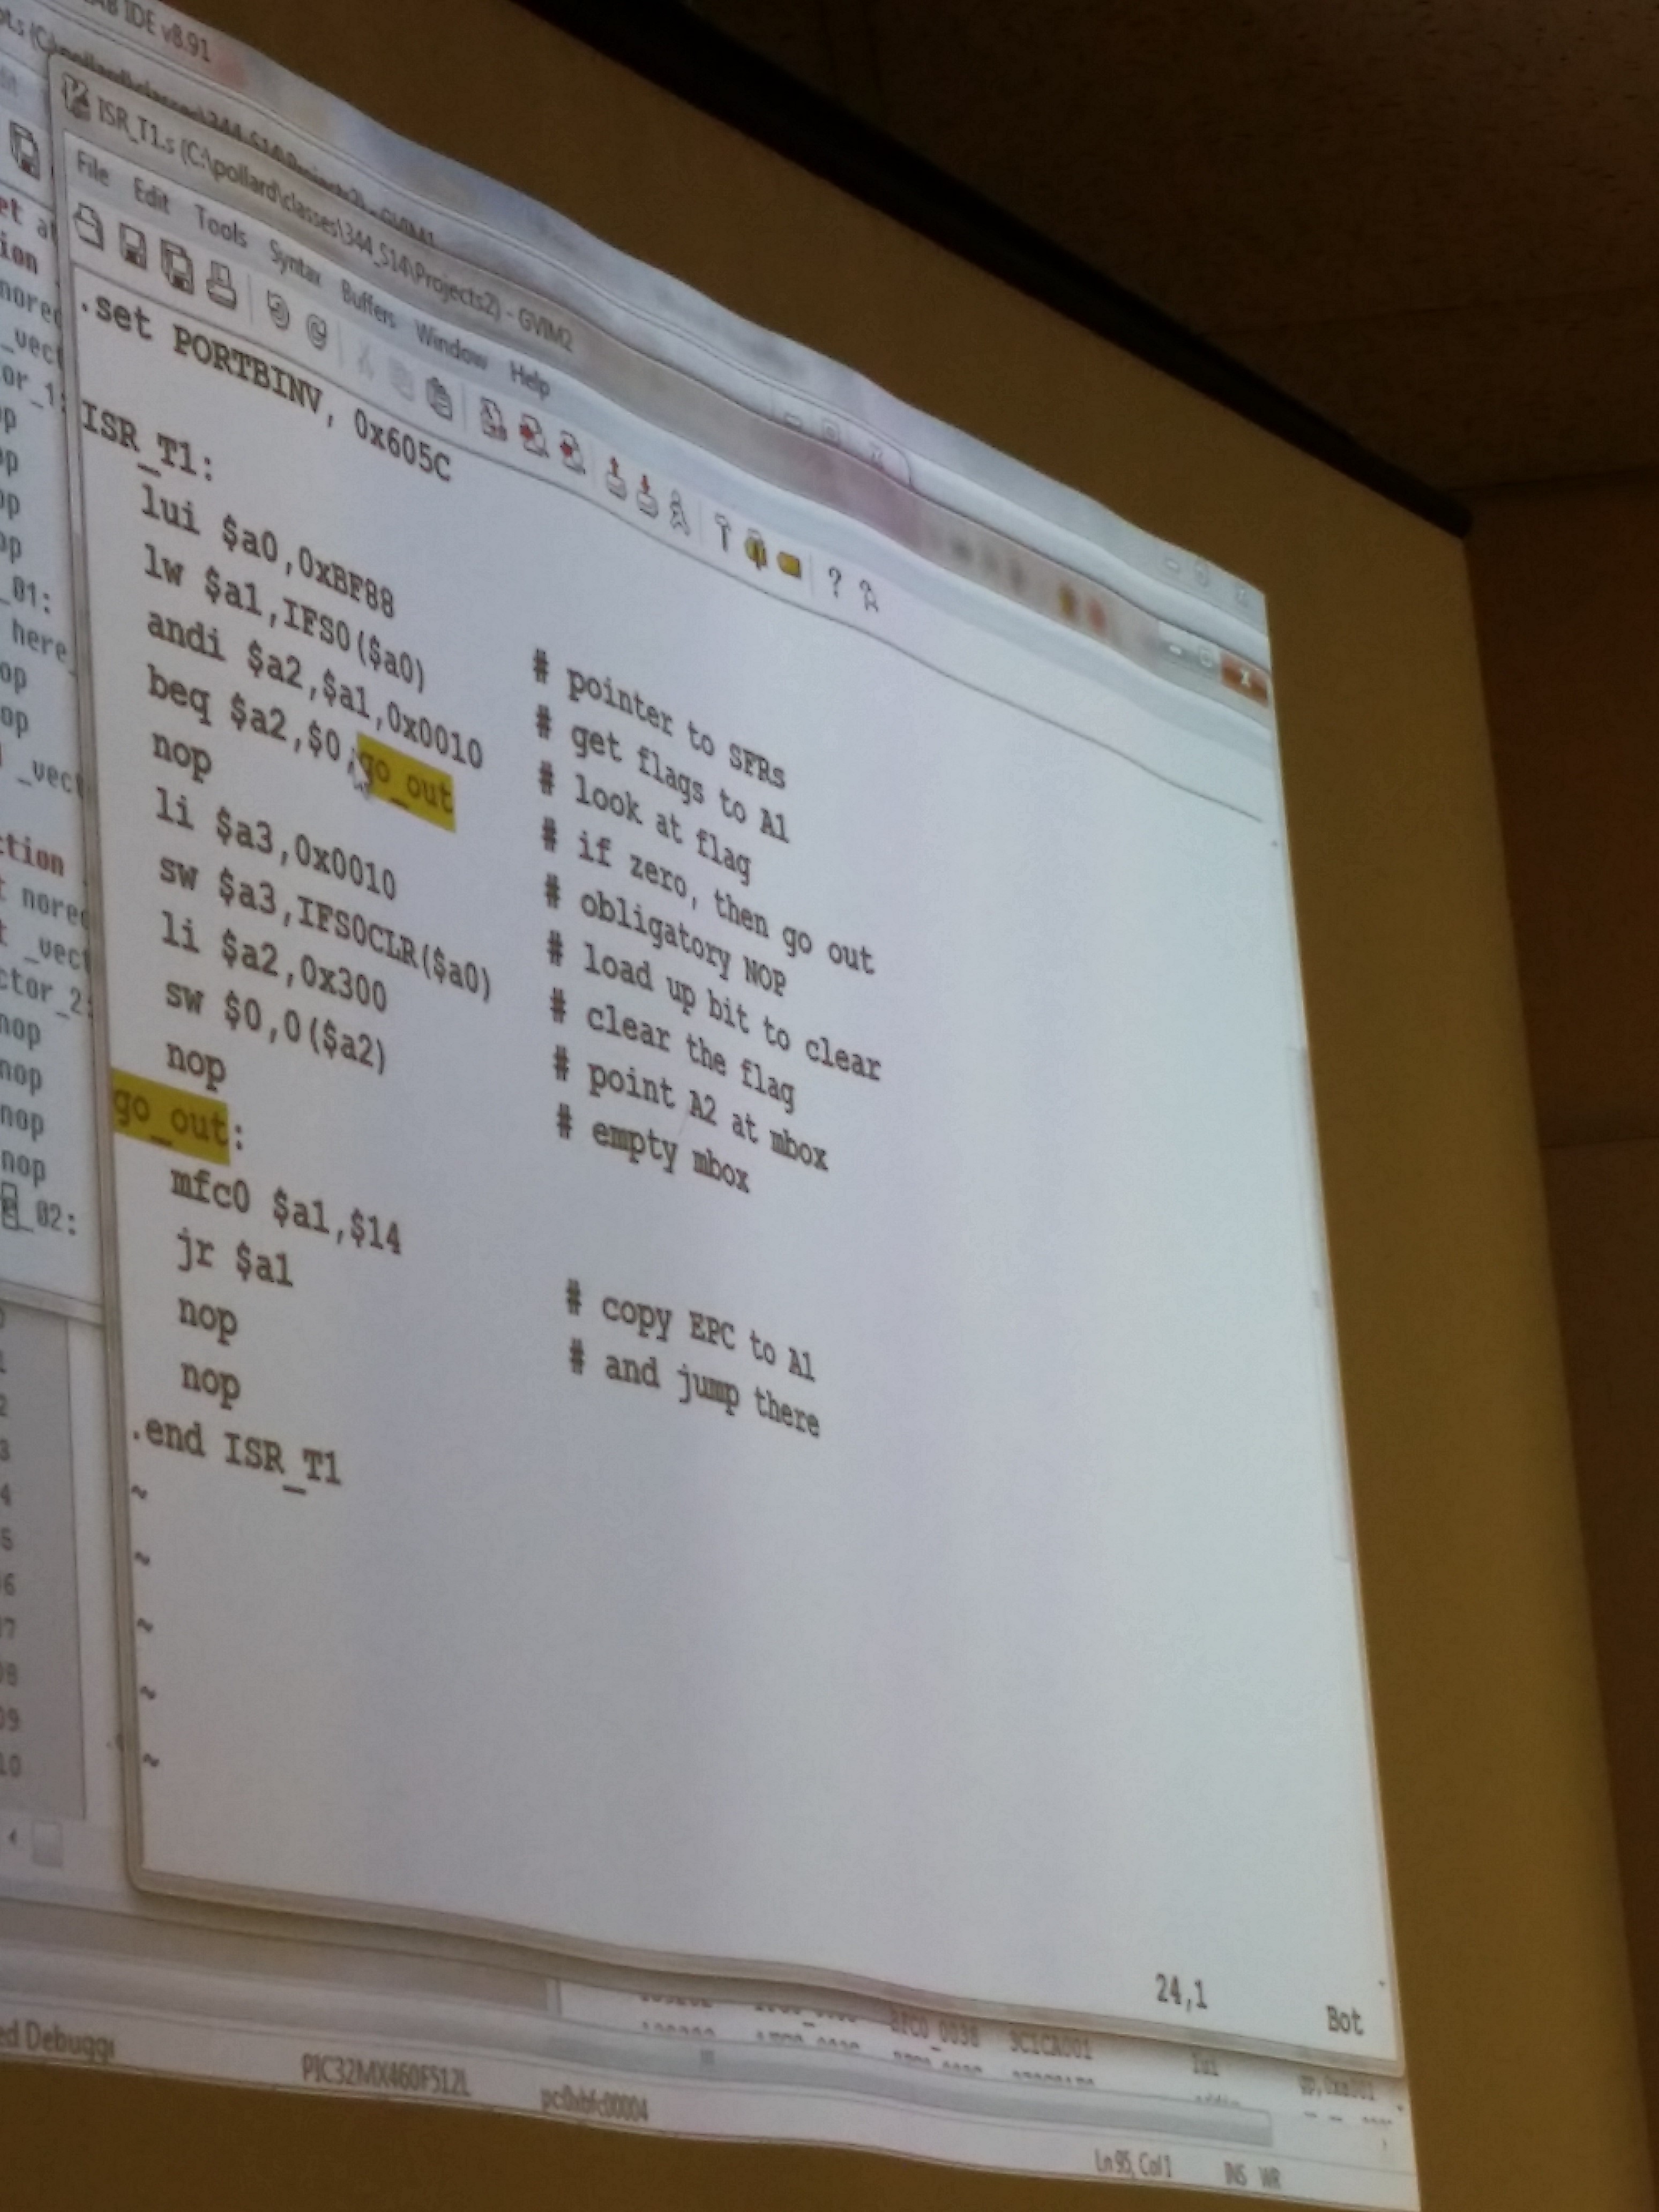 IDE v8.91
ISR_T1.s (C:\pollard\classes\344_S14\Projects2) - GVIM2
File Edit Tools Syntax Buffers Window Help
.set PORTBINV, 0x605C
ISR_T1:
lui $a0,0xBF88 # pointer to SFRs
lw $a1,IFS0($a0) # get flags to A1
andi $a2,$a1,0x0010 # look at flag
beq $a2,$0,go_out # if zero, then go out
nop # obligatory NOP
li $a3,0x0010 # load up bit to clear
sw $a3,IFS0CLR($a0) # clear the flag
li $a2,0x300 # point A2 at mbox
sw $0,0($a2) # empty mbox
nop
go_out:
mfc0 $a1,$14 # copy EPC to A1
jr $a1 # and jump there
nop
nop
.end ISR_T1
~
~
~
~
~
24,1 Bot
PIC32MX460F512L
pc:0xbfc00004
Ln 95, Col 1
INS WR